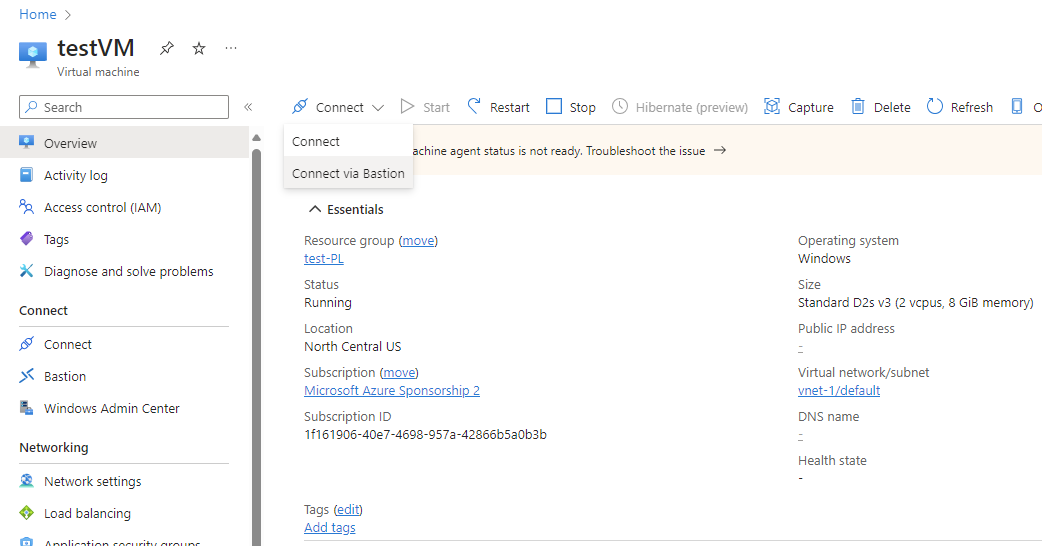 Home
testVM
Virtual machine
Search
Connect Start Restart Stop Hibernate (preview) Capture Delete Refresh
Connect
Connect via Bastion
agent status is not ready. Troubleshoot the issue
Overview
Activity log
Access control (IAM)
Tags
Diagnose and solve problems
Connect
Connect
Bastion
Windows Admin Center
Networking
Network settings
Load balancing
Application security groups
Essentials
Resource group (move)
test-PL
Status
Running
Location
North Central US
Subscription (move)
Microsoft Azure Sponsorship 2
Subscription ID
1f161906-40e7-4698-957a-42866b5a0b3b
Operating system
Windows
Size
Standard D2s v3 (2 vcpus, 8 GiB memory)
Public IP address
-
Virtual network/subnet
vnet-1/default
DNS name
-
Health state
-
Tags (edit)
Add tags